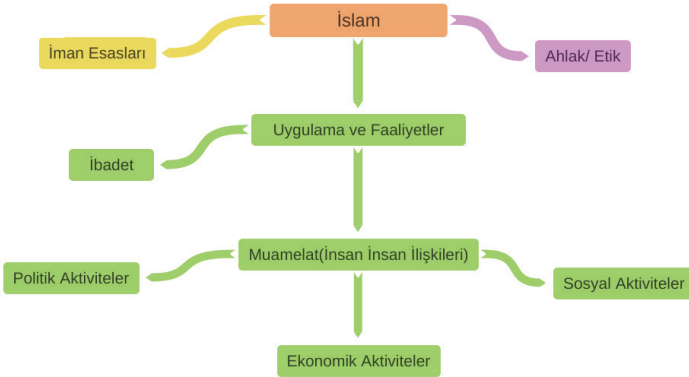 İslam
İman Esasları
Ahlak/ Etik
Uygulama ve Faaliyetler
İbadet
Muamelat(İnsan İnsan İlişkileri)
Politik Aktiviteler
Sosyal Aktiviteler
Ekonomik Aktiviteler